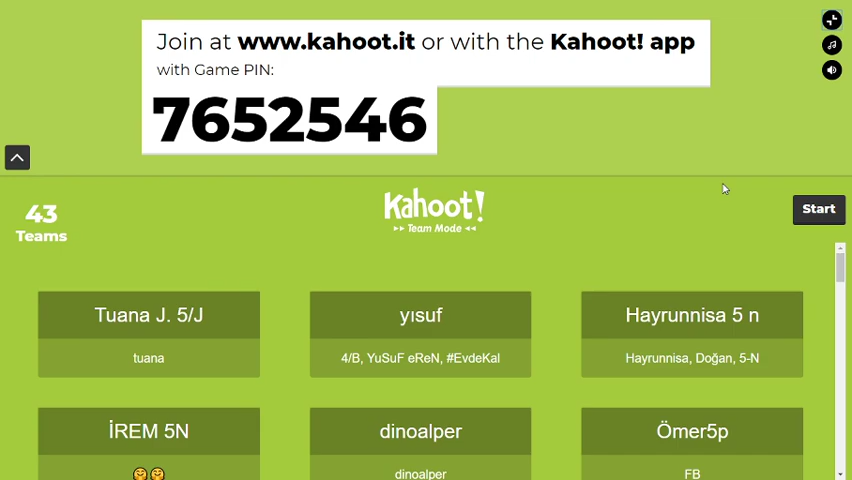 Join at www.kahoot.it or with the Kahoot! app
with Game PIN:
7652546
43
Teams
Kahoot!
Team Mode
Start
Tuana J. 5/J
yısuf
Hayrunnisa 5 n
tuana
4/B, YuSuF eReN, #EvdeKal
Hayrunnisa, Doğan, 5-N
İREM 5N
dinoalper
Ömer5p
🤗🤗
dinoalper
FB